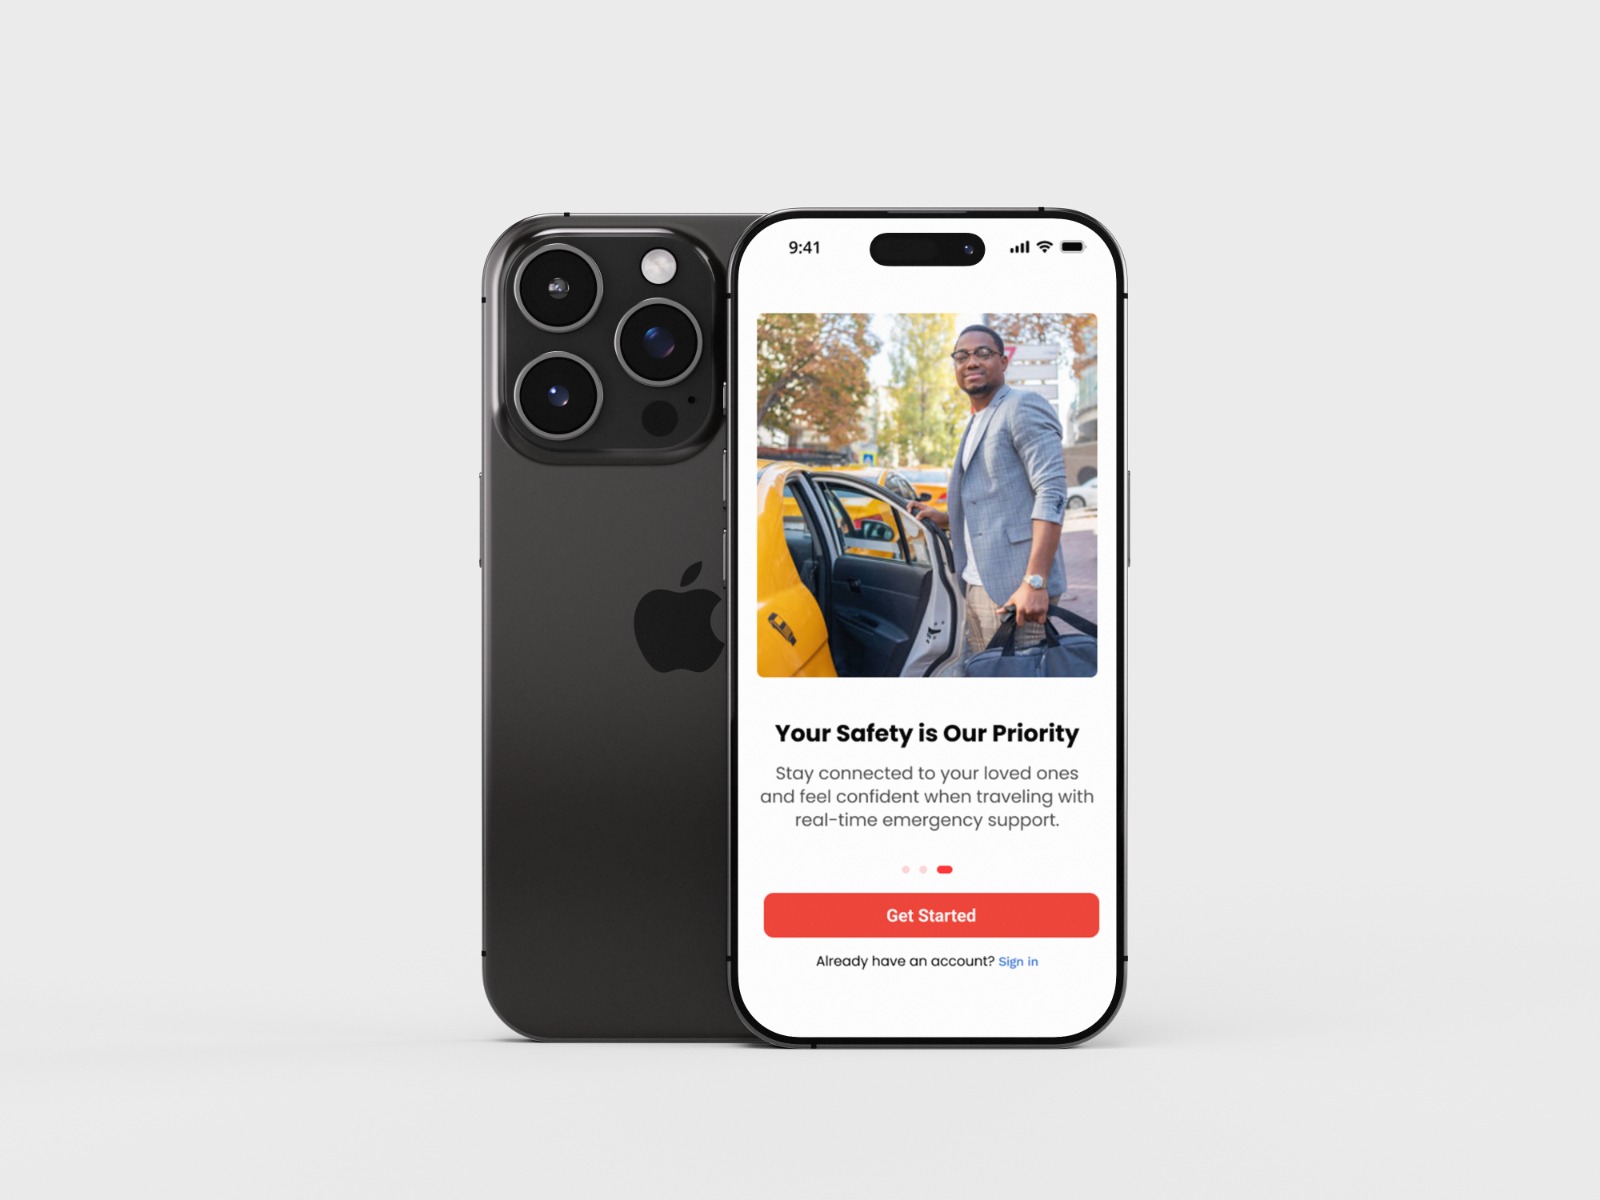 9:41
Your Safety is Our Priority
Stay connected to your loved ones
and feel confident when traveling with
real-time emergency support.
Get Started
Already have an account? Sign in